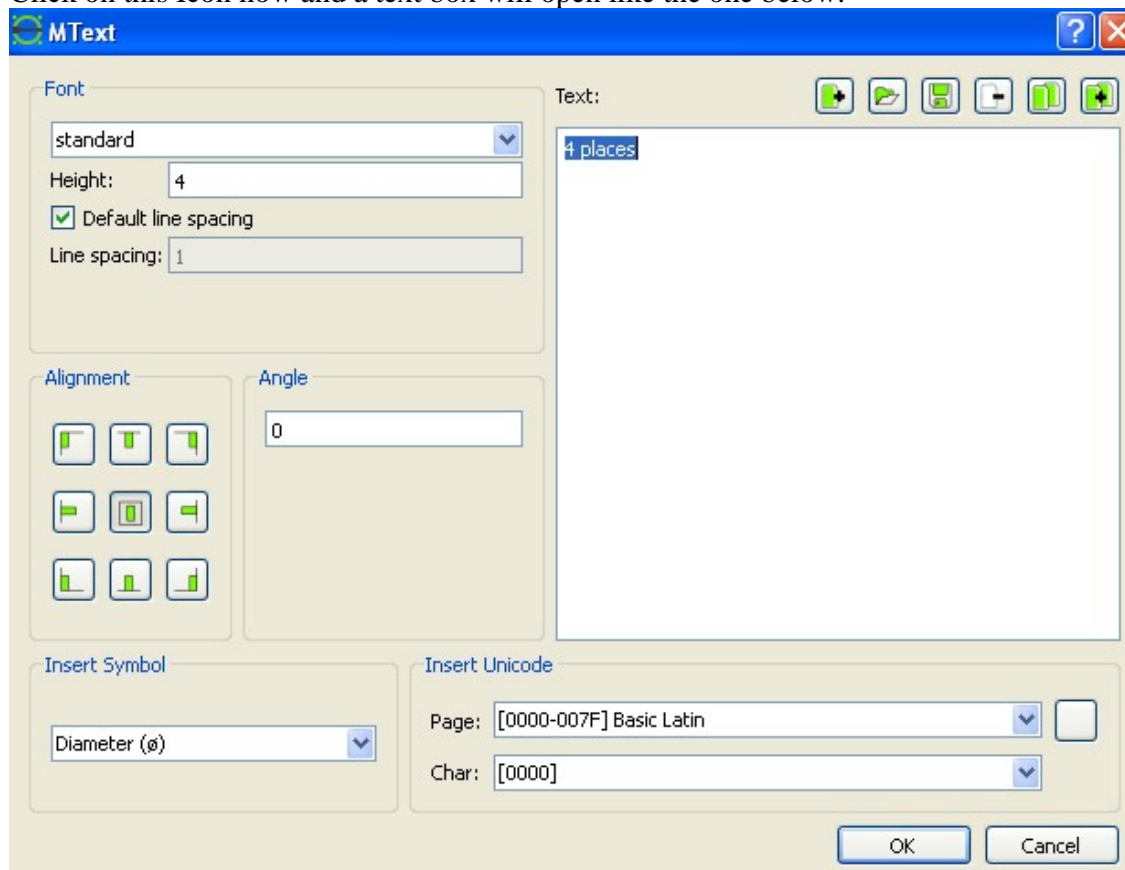 Click on this Icon now and a text box will open like the one below.
MText
Font
standard
Height: 4
Default line spacing
Line spacing: 1
Text:
4 places
Alignment
Angle
0
Insert Symbol
Diameter (ø)
Insert Unicode
Page: [0000-007F] Basic Latin
Char: [0000]
OK
Cancel